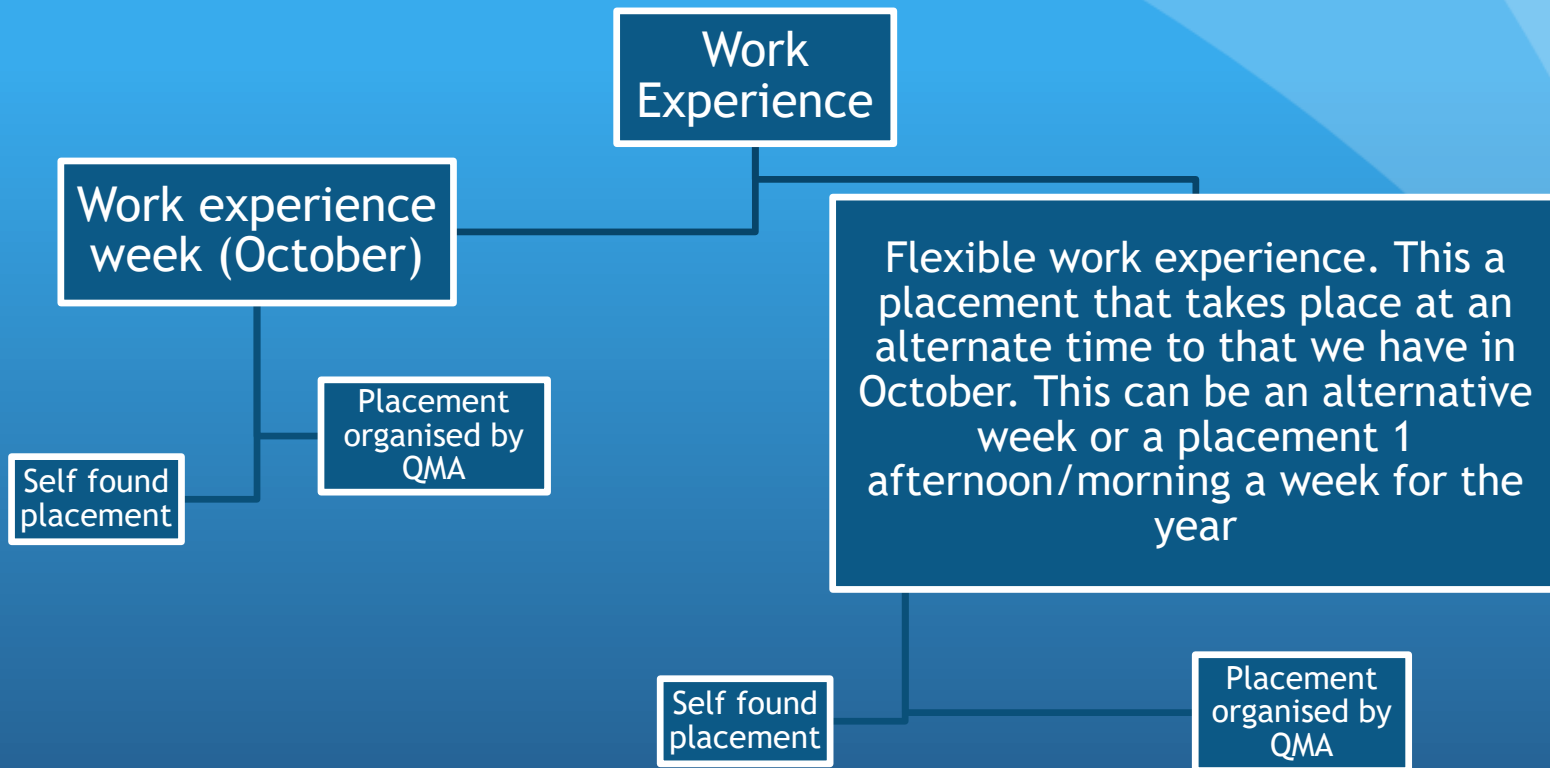 Work
Experience
Work experience
week (October)
Flexible work experience. This a
placement that takes place at an
alternate time to that we have in
October. This can be an alternative
week or a placement 1
afternoon/morning a week for the
year
Placement
organised by
QMA
Self found
placement
Self found
placement
Placement
organised by
QMA